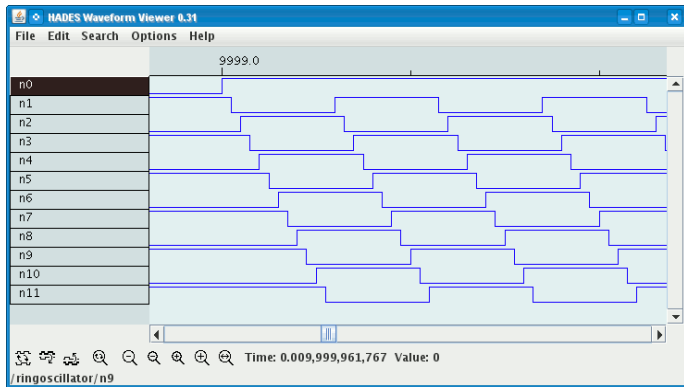 HADES Waveform Viewer 0.31
File Edit Search Options Help
9999.0
n0
n1
n2
n3
n4
n5
n6
n7
n8
n9
n10
n11
Time: 0.009,999,961,767 Value: 0
/ringoscillator/n9